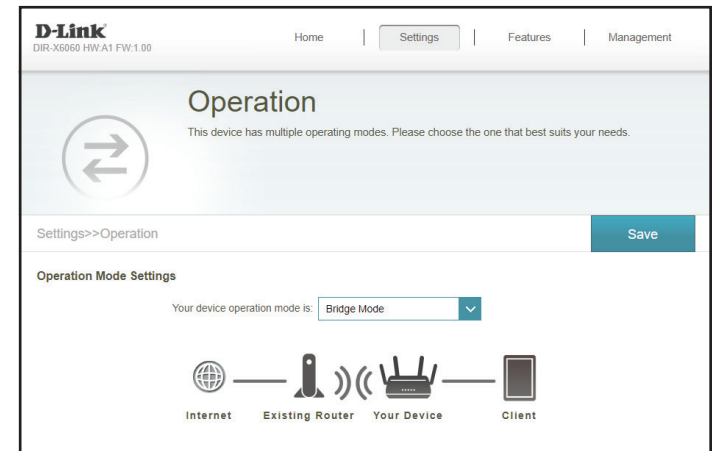 D-Link
DIR-X6060 HW:A1 FW:1.00
Home Settings Features Management
Operation
This device has multiple operating modes. Please choose the one that best suits your needs.
Settings>>Operation
Save
Operation Mode Settings
Your device operation mode is: Bridge Mode
Internet Existing Router Your Device Client